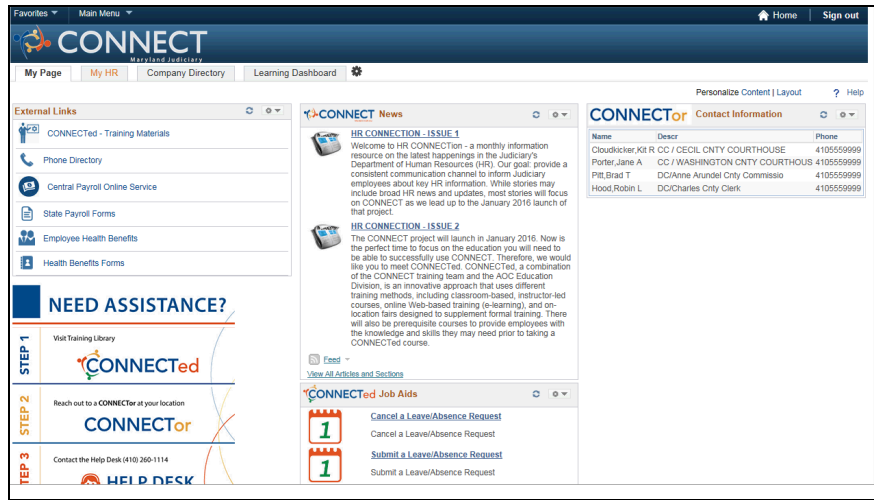 Favorites
Main Menu
Home
Sign out
CONNECT
Maryland Judiciary
My Page
My HR
Company Directory
Learning Dashboard
Personalize Content | Layout
? Help
External Links
CONNECTed - Training Materials
Phone Directory
Central Payroll Online Service
State Payroll Forms
Employee Health Benefits
Health Benefits Forms
NEED ASSISTANCE?
STEP 1
Visit Training Library
CONNECTed
STEP 2
Reach out to a CONNECTor at your location
CONNECTor
STEP 3
Contact the Help Desk (410) 260-1114
HELP DESK
CONNECT News
HR CONNECTION - ISSUE 1
Welcome to HR CONNECTion - a monthly information
resource on the latest happenings in the Judiciary's
Department of Human Resources (HR). Our goal: provide a
consistent communication channel to inform Judiciary
employees about key HR information. While stories may
include broad HR news and updates, most stories will focus
on CONNECT as we lead up to the January 2016 launch of
that project.
HR CONNECTION - ISSUE 2
The CONNECT project will launch in January 2016. Now is
the perfect time to focus on the education you will need to
be able to successfully use CONNECT. Therefore, we would
like you to meet CONNECTed. CONNECTed, a combination
of the CONNECT training team and the AOC Education
Division, is an innovative approach that uses different
training methods, including classroom-based, instructor-led
courses, online Web-based training (e-learning), and on-
location fairs designed to supplement formal training. There
will also be prerequisite courses to provide employees with
the knowledge and skills they may need prior to taking a
CONNECTed course.
Feed
View All Articles and Sections
CONNECTed Job Aids
1
Cancel a Leave/Absence Request
Cancel a Leave/Absence Request
1
Submit a Leave/Absence Request
Submit a Leave/Absence Request
CONNECTor Contact Information
Name Descr Phone
Cloudkicker,Kit R CC / CECIL CNTY COURTHOUSE 4105559999
Porter,Jane A CC / WASHINGTON CNTY COURTHOUS 4105559999
Pitt,Brad T DC/Anne Arundel Cnty Commissio 4105559999
Hood,Robin L DC/Charles Cnty Clerk 4105559999